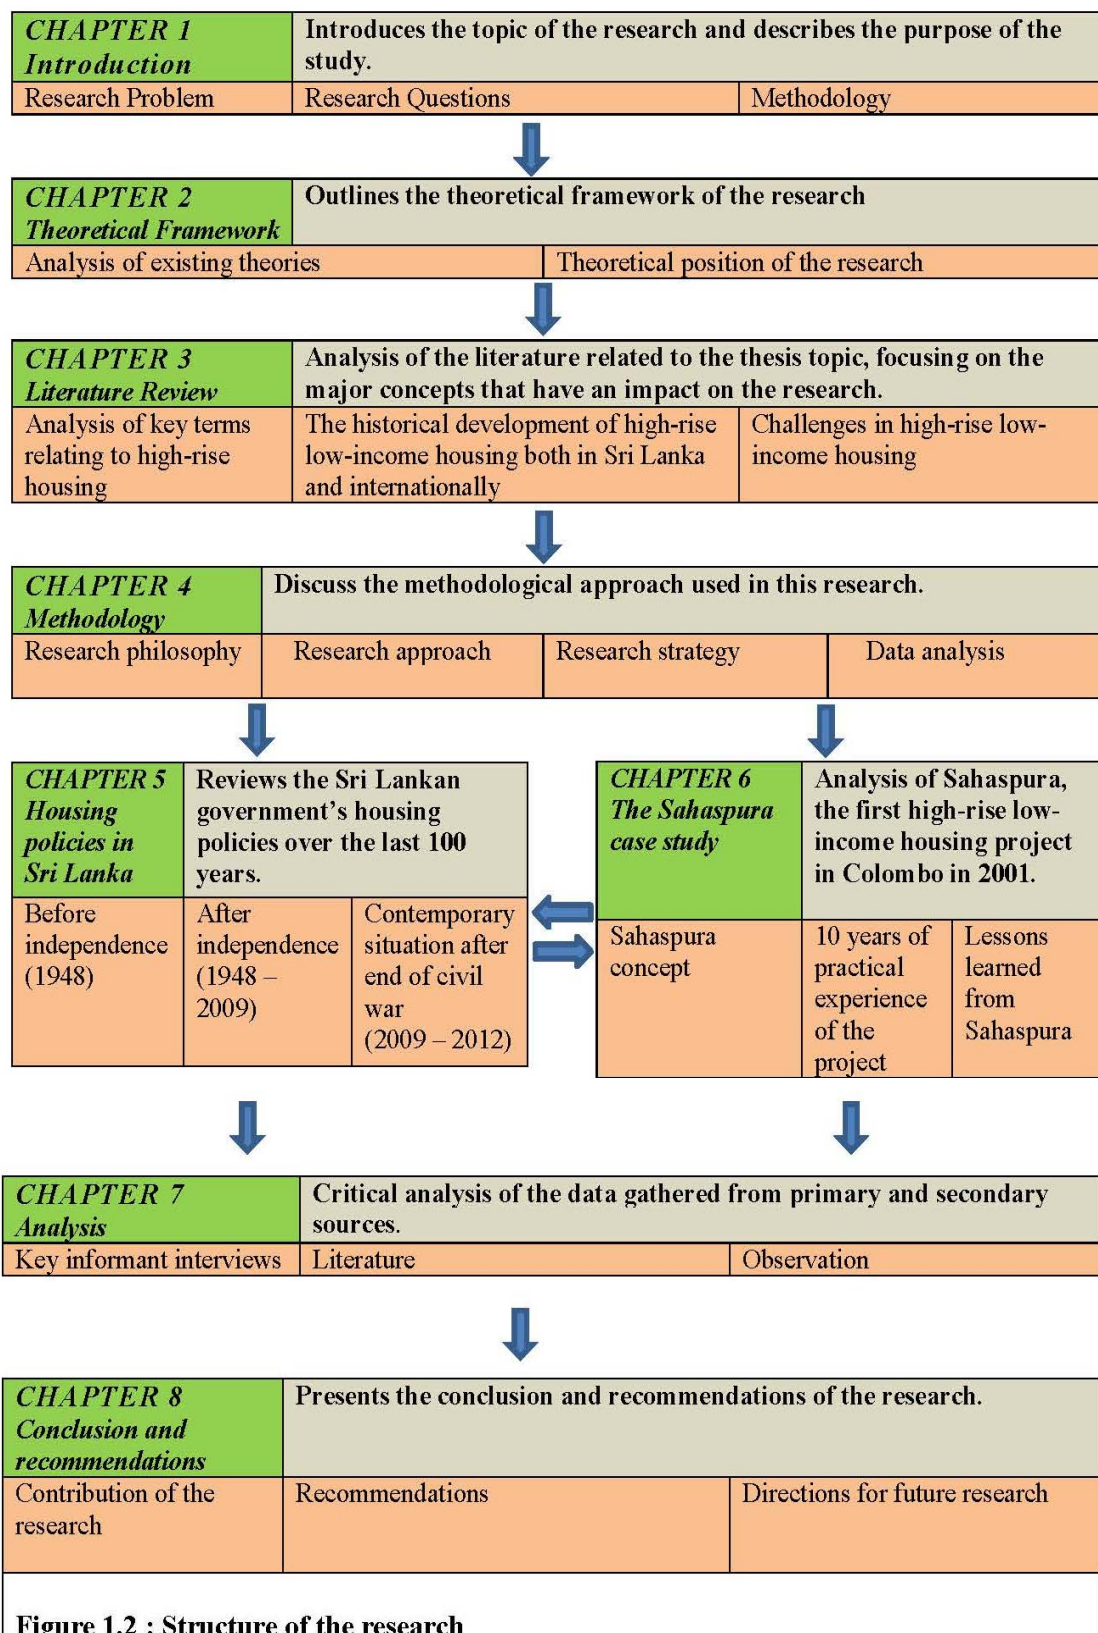 CHAPTER 1
Introduction
Introduces the topic of the research and describes the purpose of the
study.
Research Problem
Research Questions
Methodology
CHAPTER 2
Theoretical Framework
Outlines the theoretical framework of the research
Analysis of existing theories
Theoretical position of the research
CHAPTER 3
Literature Review
Analysis of the literature related to the thesis topic, focusing on the
major concepts that have an impact on the research.
Analysis of key terms
relating to high-rise
housing
The historical development of high-rise
low-income housing both in Sri Lanka
and internationally
Challenges in high-rise low-
income housing
CHAPTER 4
Methodology
Discuss the methodological approach used in this research.
Research philosophy
Research approach
Research strategy
Data analysis
CHAPTER 5
Housing
policies in
Sri Lanka
Reviews the Sri Lankan
government’s housing
policies over the last 100
years.
Before
independence
(1948)
After
independence
(1948 –
2009)
Contemporary
situation after
end of civil
war
(2009 – 2012)
CHAPTER 6
The Sahaspura
case study
Analysis of Sahaspura,
the first high-rise low-
income housing project
in Colombo in 2001.
Sahaspura
concept
10 years of
practical
experience
of the
project
Lessons
learned
from
Sahaspura
CHAPTER 7
Analysis
Critical analysis of the data gathered from primary and secondary
sources.
Key informant interviews
Literature
Observation
CHAPTER 8
Conclusion and
recommendations
Presents the conclusion and recommendations of the research.
Contribution of the
research
Recommendations
Directions for future research
Figure 1.2 : Structure of the research